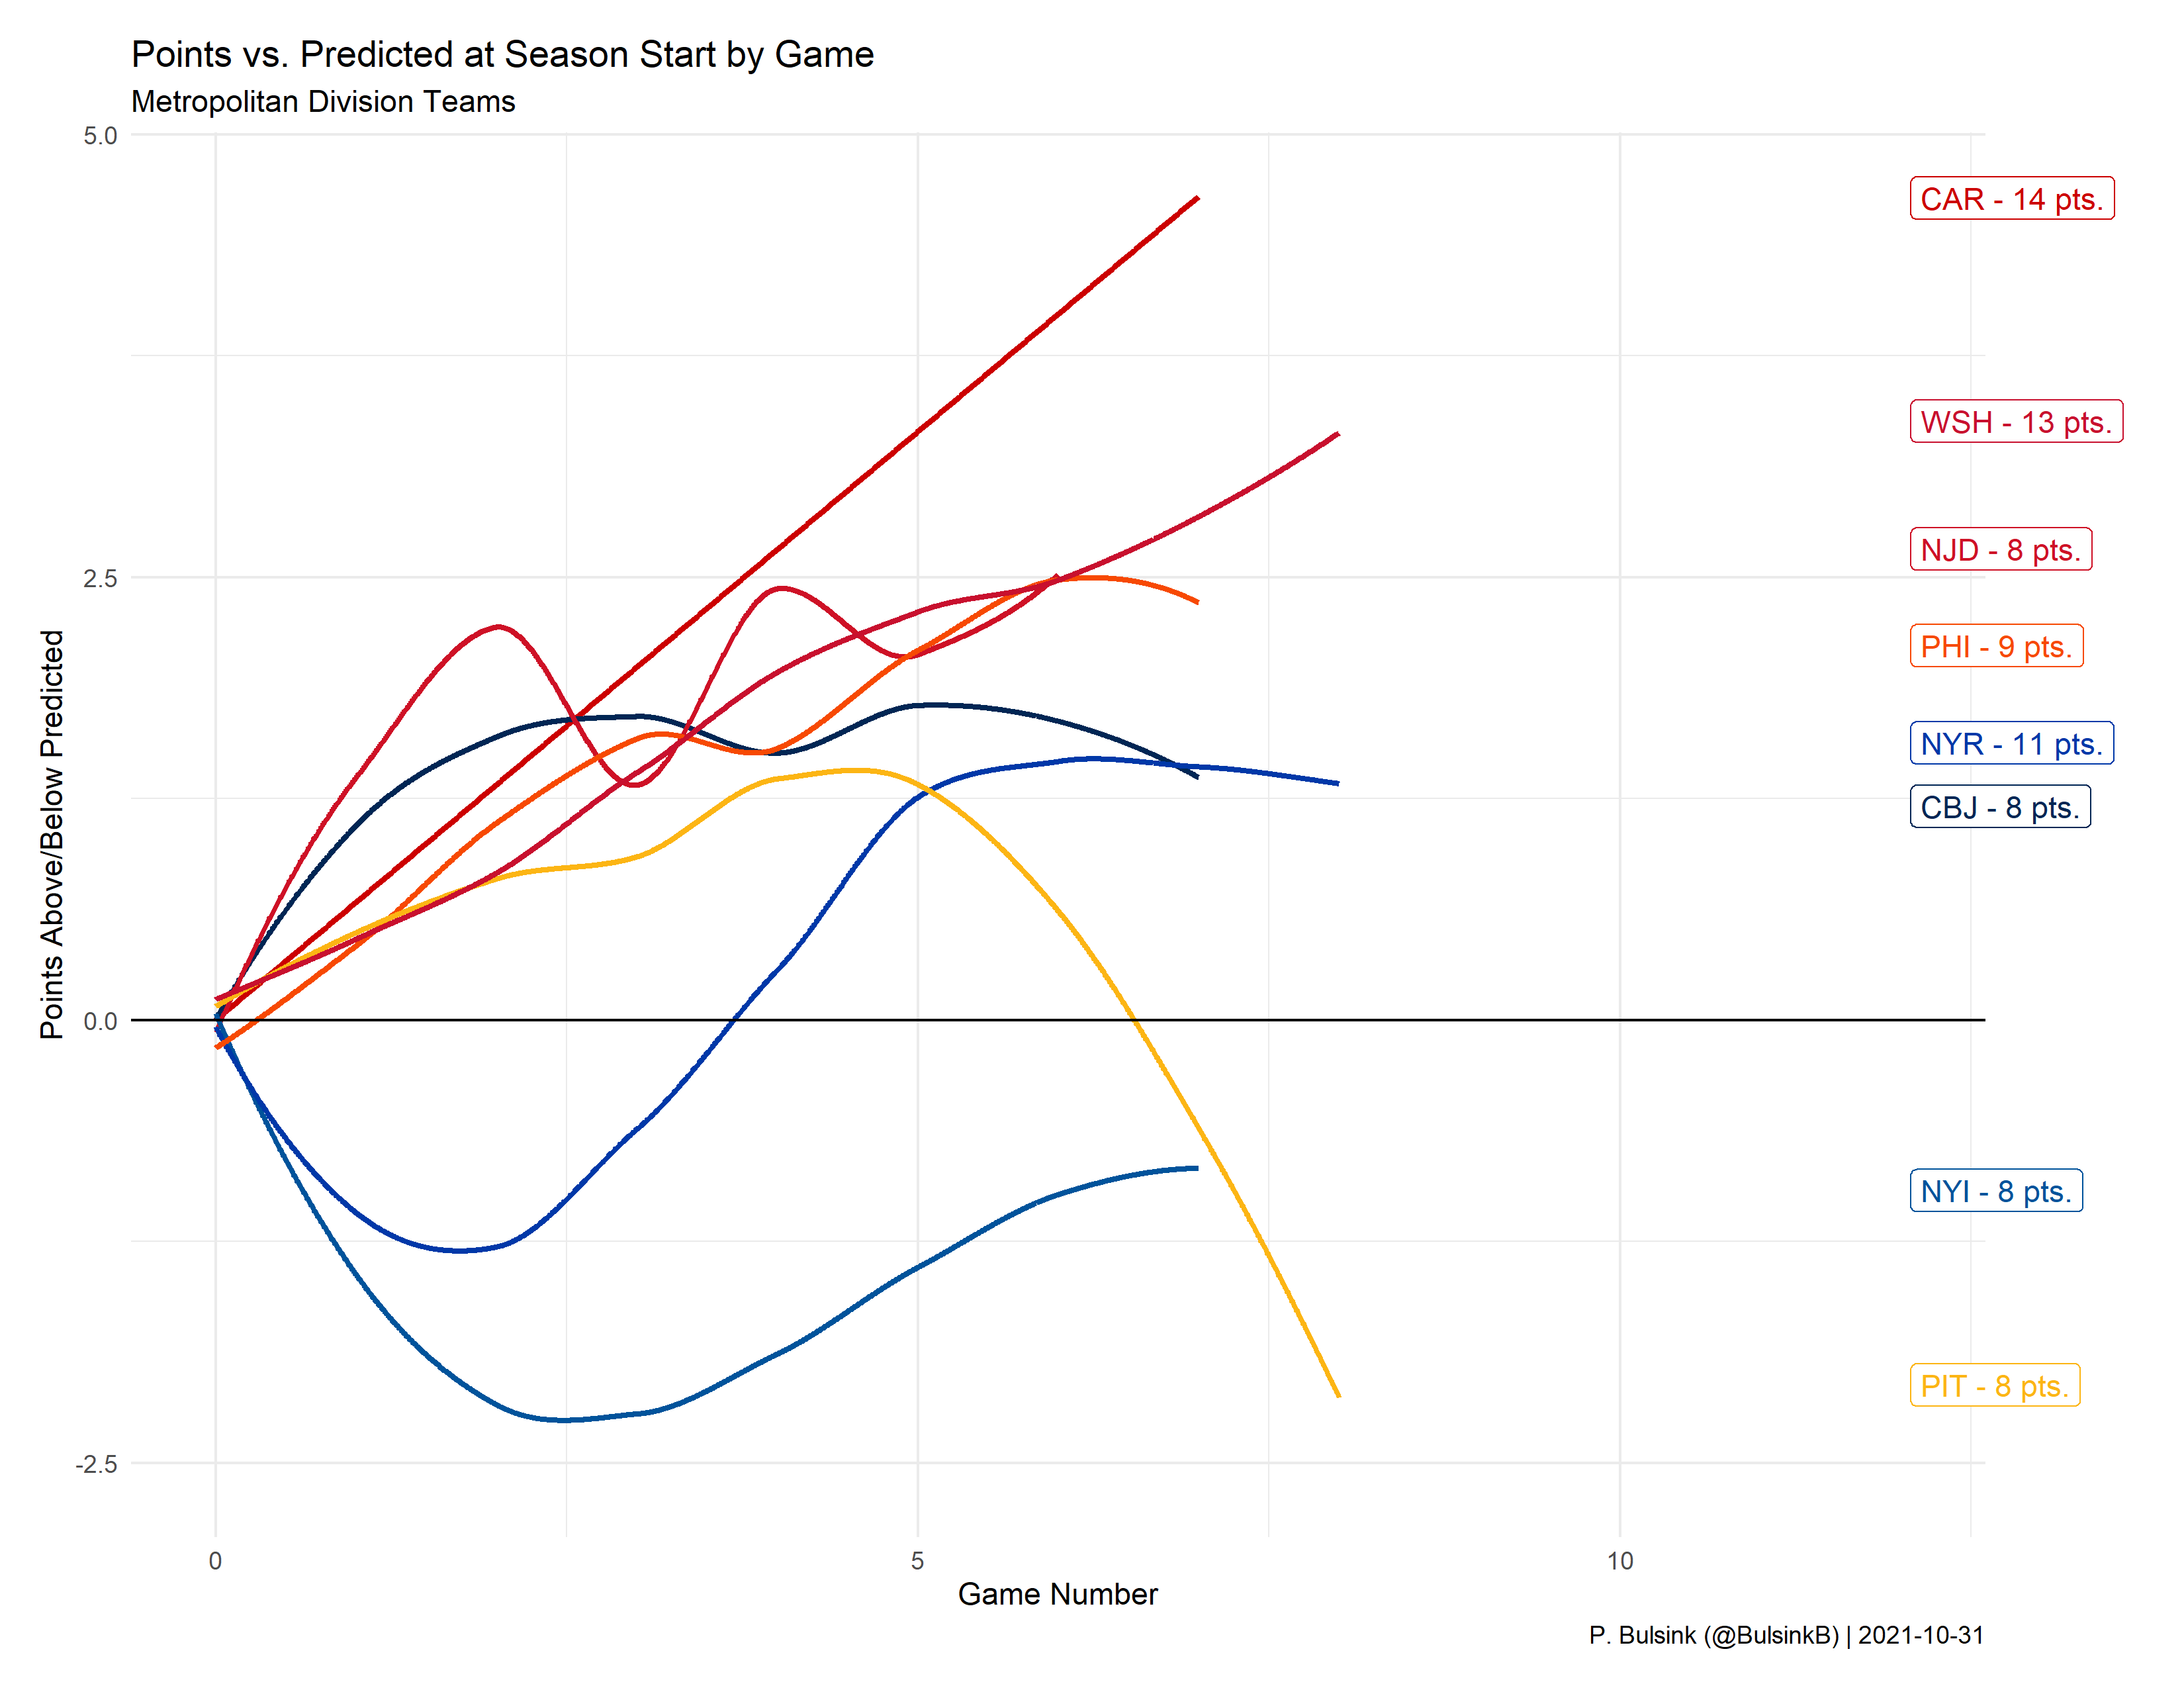 Points vs. Predicted at Season Start by Game
Metropolitan Division Teams
Points Above/Below Predicted
5.0
2.5
0.0
-2.5
CAR - 14 pts.
WSH - 13 pts.
NJD - 8 pts.
PHI - 9 pts.
NYR - 11 pts.
CBJ - 8 pts.
NYI - 8 pts.
PIT - 8 pts.
0 5 10
Game Number
P. Bulsink (@BulsinkB) | 2021-10-31